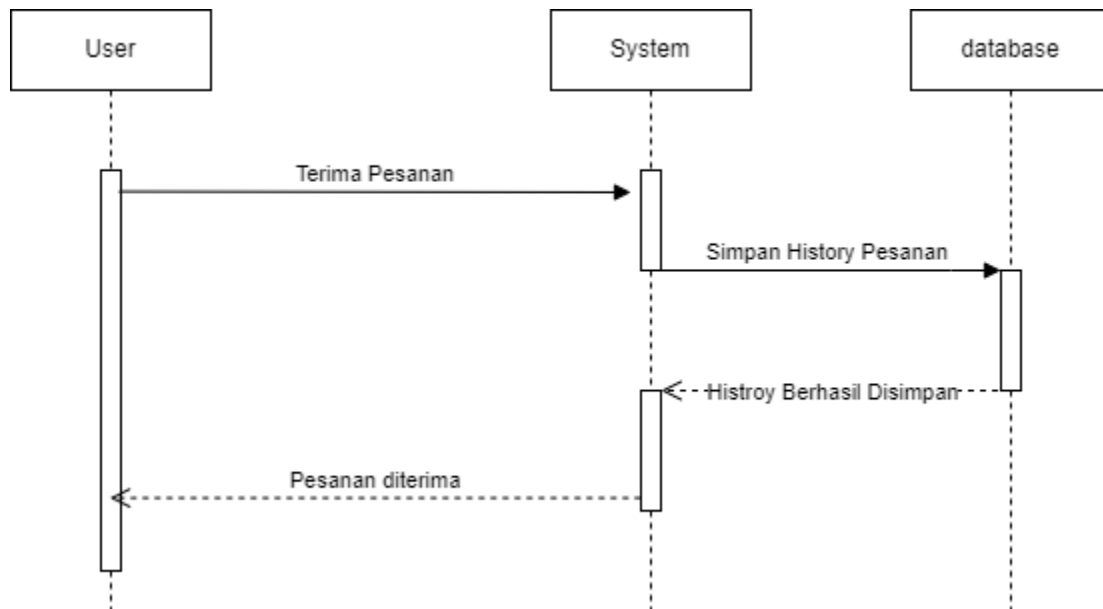 User
System
database
Terima Pesanan
Simpan History Pesanan
Histroy Berhasil Disimpan
Pesanan diterima